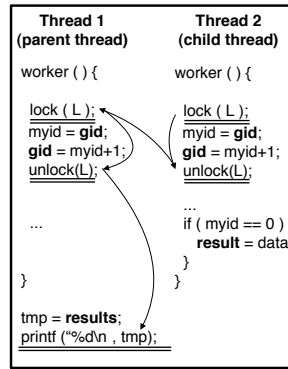 Thread 1
(parent thread)
worker ( ) {
lock ( L );
myid = gid;
gid = myid+1;
unlock(L);
...
}
tmp = results;
printf ("%d\n , tmp);
Thread 2
(child thread)
worker ( ) {
lock ( L );
myid = gid;
gid = myid+1;
unlock(L);
...
if ( myid == 0 )
result = data
}
}